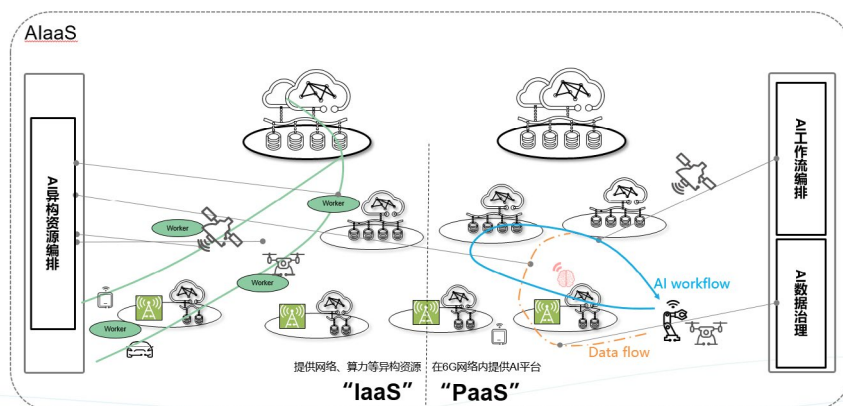 AIaaS
AI异构资源编排
Worker
Worker
Worker
Worker
AI工作流编排
AI数据治理
AI workflow
Data flow
提供网络、算力等异构资源
在6G网络内提供AI平台
“IaaS”
“PaaS”